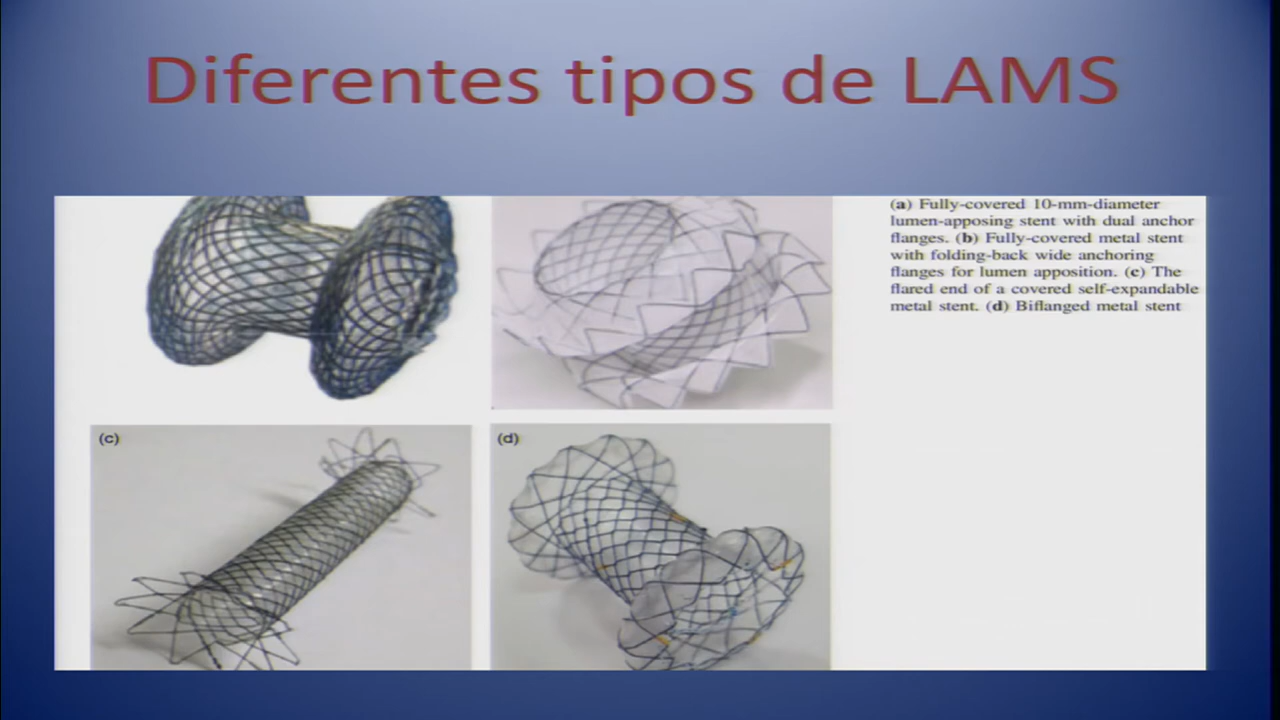 Diferentes tipos de LAMS
(a) Fully-covered 10-mm-diameter
lumen-apposing stent with dual anchor
flanges. (b) Fully-covered metal stent
with folding-back wide anchoring
flanges for lumen apposition. (c) The
flared end of a covered self-expandable
metal stent. (d) Biflanged metal stent
(c)
(d)